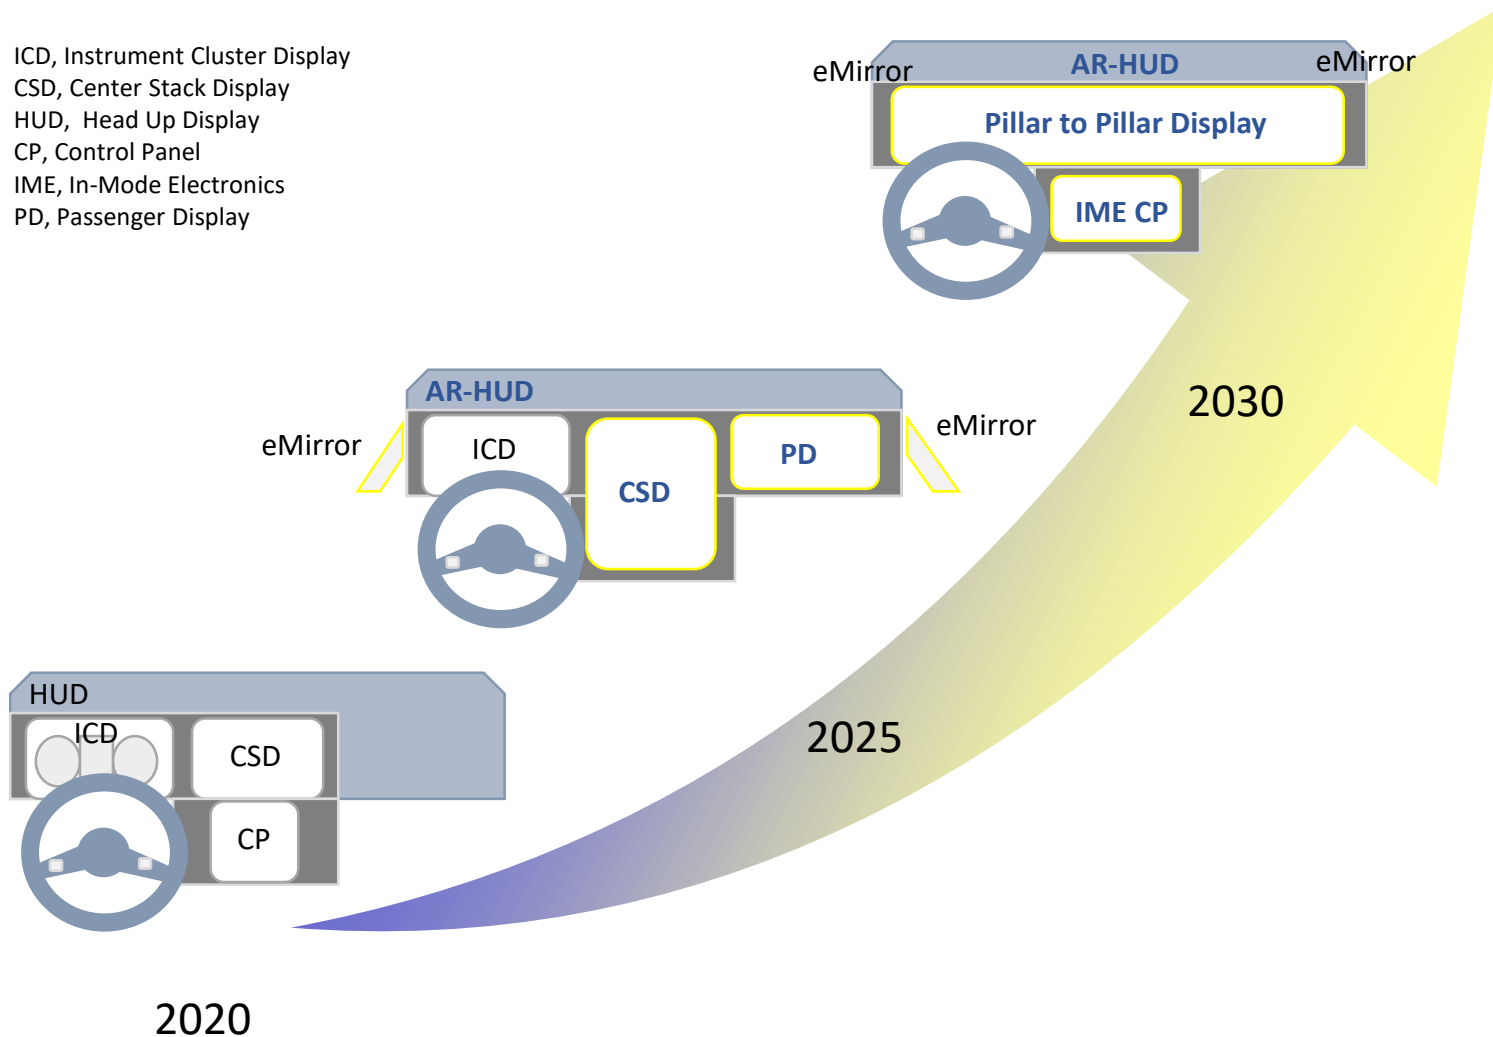 ICD, Instrument Cluster Display
CSD, Center Stack Display
HUD,  Head Up Display
CP, Control Panel
IME, In-Mode Electronics
PD, Passenger Display
eMirror
AR-HUD
eMirror
Pillar to Pillar Display
IME CP
2030
AR-HUD
eMirror
ICD
CSD
PD
eMirror
2025
HUD
ICD
CSD
CP
2020